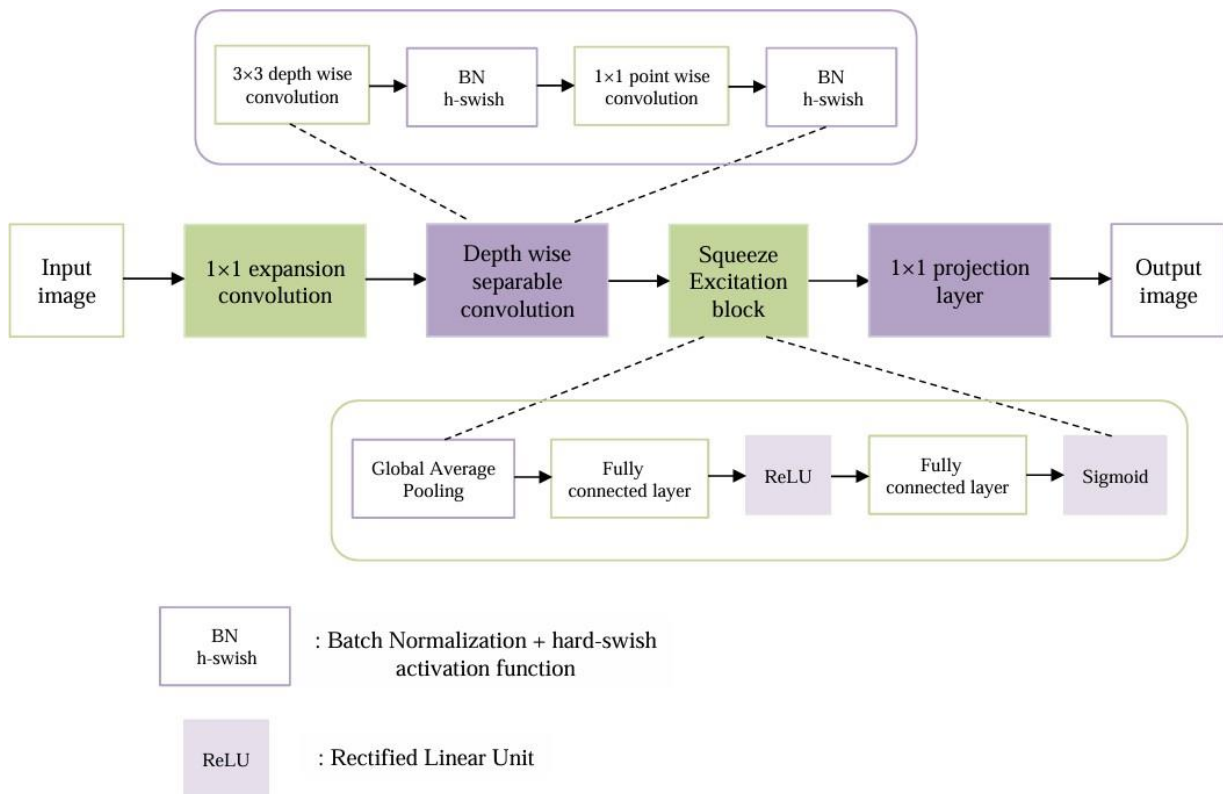 3×3 depth wise
convolution
BN
h-swish
1×1 point wise
convolution
BN
h-swish
Input
image
1×1 expansion
convolution
Depth wise
separable
convolution
Squeeze
Excitation
block
1×1 projection
layer
Output
image
Global Average
Pooling
Fully
connected layer
ReLU
Fully
connected layer
Sigmoid
BN
h-swish
: Batch Normalization + hard-swish
activation function
ReLU
: Rectified Linear Unit